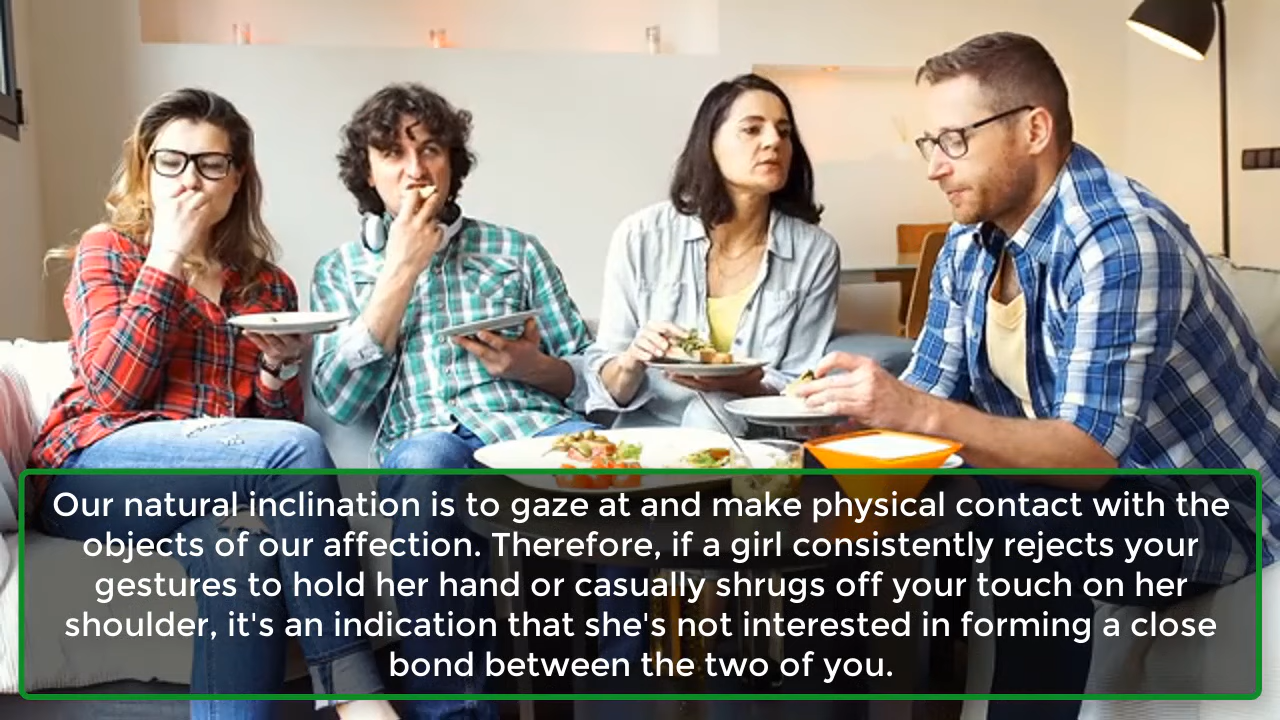 Our natural inclination is to gaze at and make physical contact with the
objects of our affection. Therefore, if a girl consistently rejects your
gestures to hold her hand or casually shrugs off your touch on her
shoulder, it's an indication that she's not interested in forming a close
bond between the two of you.